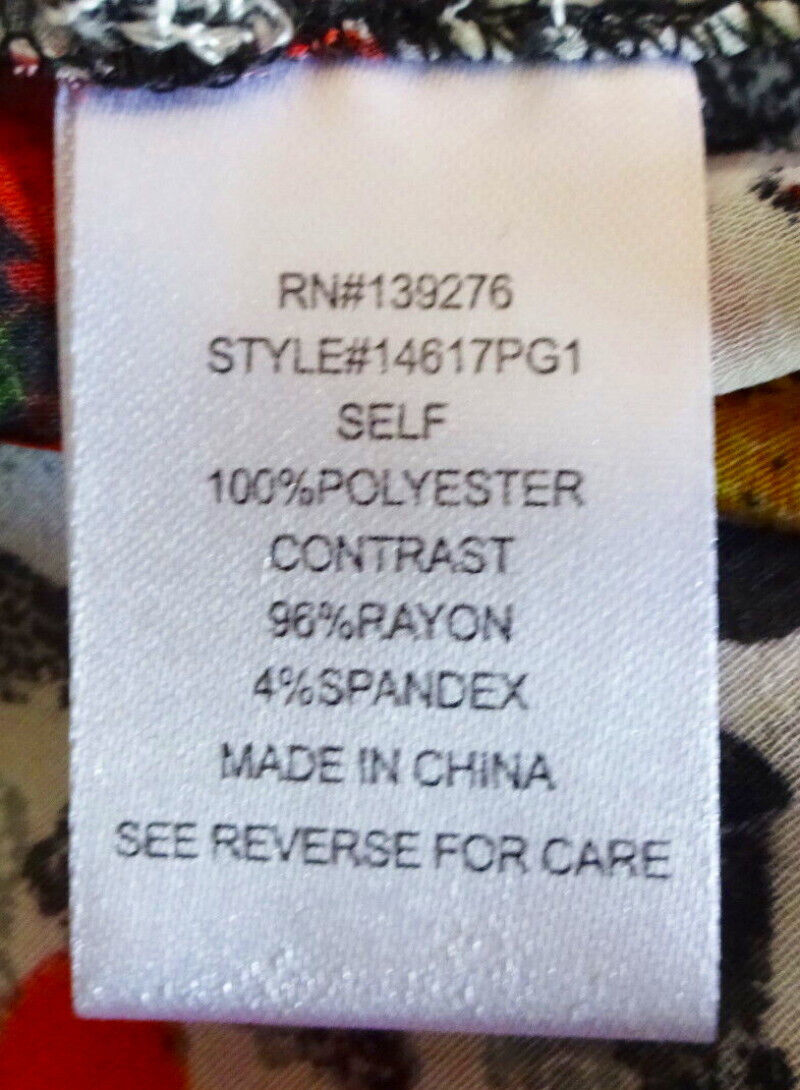 RN#139276
STYLE#14617PG1
SELF
100%POLYESTER
CONTRAST
96%RAYON
4%SPANDEX
MADE IN CHINA
SEE REVERSE FOR CARE